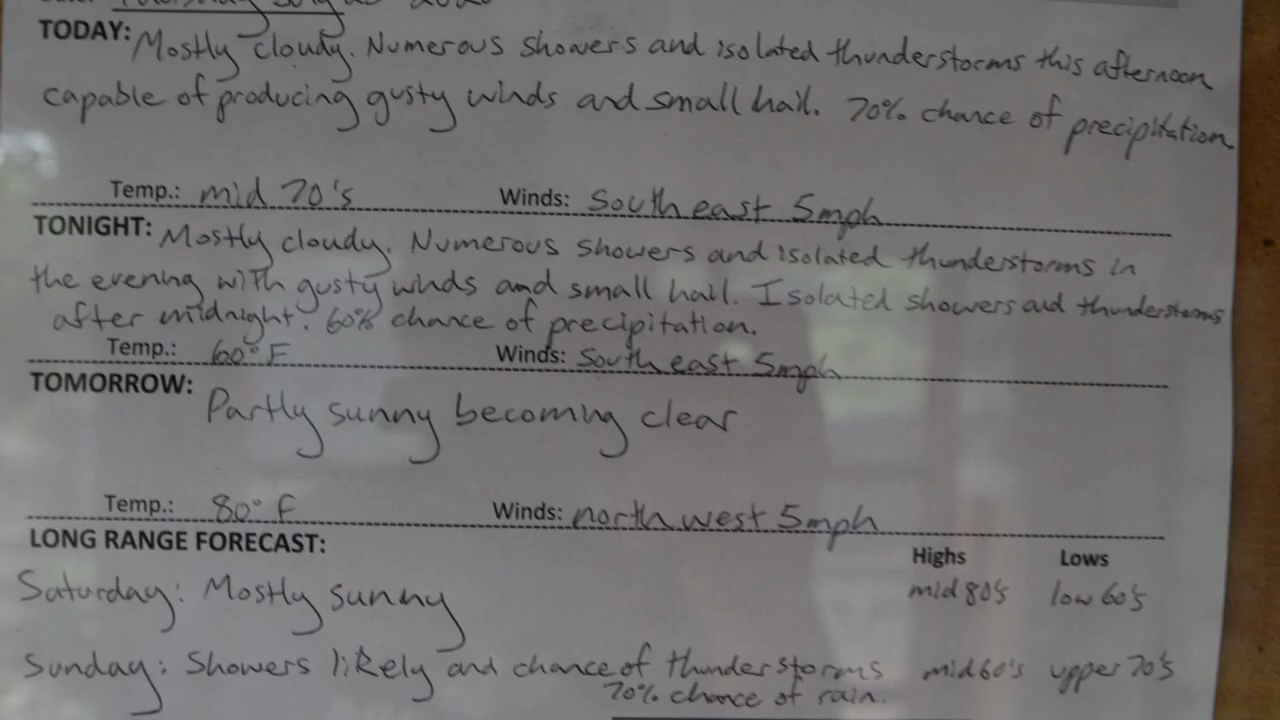 TODAY: Mostly cloudy. Numerous showers and isolated thunderstorms this afternoon
capable of producing gusty winds and small hail. 70% chance of precipitation.
Temp.: mid 70's Winds: South east 5mph
TONIGHT: Mostly cloudy. Numerous showers and isolated thunderstorms in
the evening with gusty winds and small hail. Isolated showers and thunderstorms
after midnight. 60% chance of precipitation.
Temp.: 60° F Winds: South east 5mph
TOMORROW:
Partly sunny becoming clear
Temp.: 80° F Winds: north west 5mph
LONG RANGE FORECAST:
Highs Lows
Saturday: Mostly sunny mid 80's low 60's
Sunday: Showers likely and chance of thunderstorms mid 60's upper 70's
70% chance of rain.